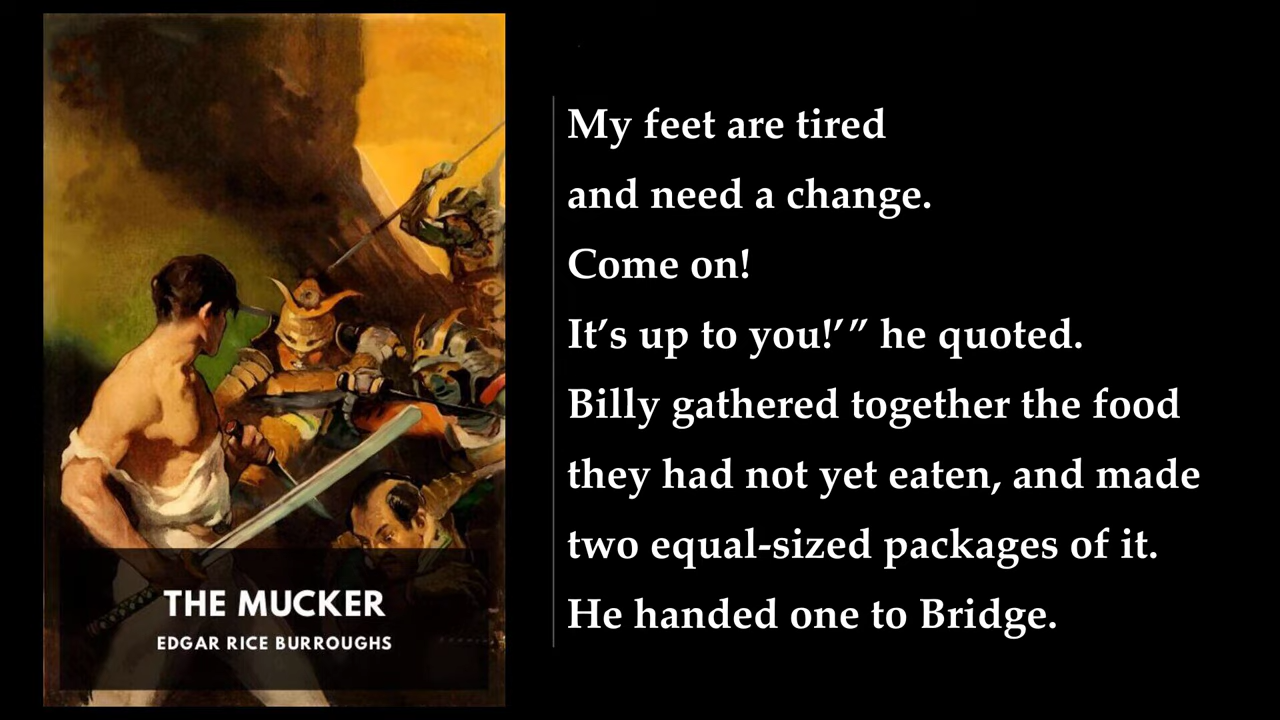 THE MUCKER
EDGAR RICE BURROUGHS
My feet are tired
and need a change.
Come on!
It’s up to you!’” he quoted.
Billy gathered together the food
they had not yet eaten, and made
two equal-sized packages of it.
He handed one to Bridge.